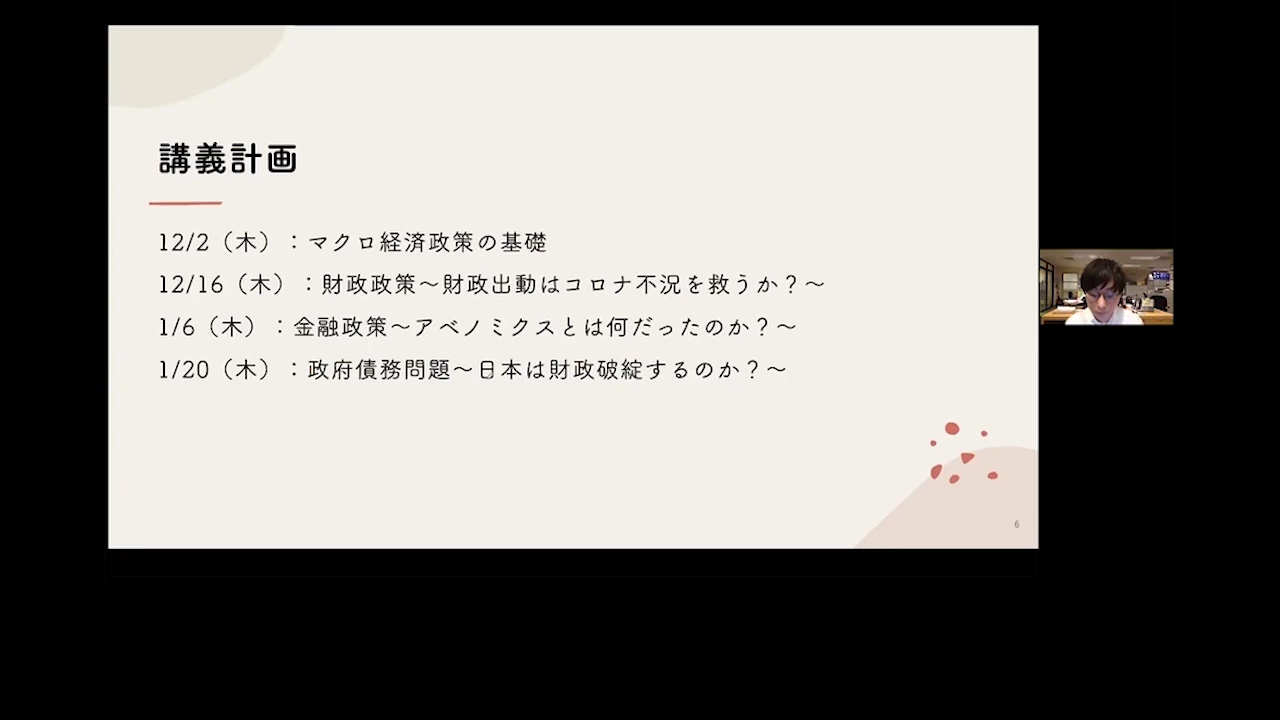 講義計画
12/2（木）：マクロ経済政策の基礎
12/16（木）：財政政策～財政出動はコロナ不況を救うか？～
1/6（木）：金融政策～アベノミクスとは何だったのか？～
1/20（木）：政府債務問題～日本は財政破綻するのか？～
6